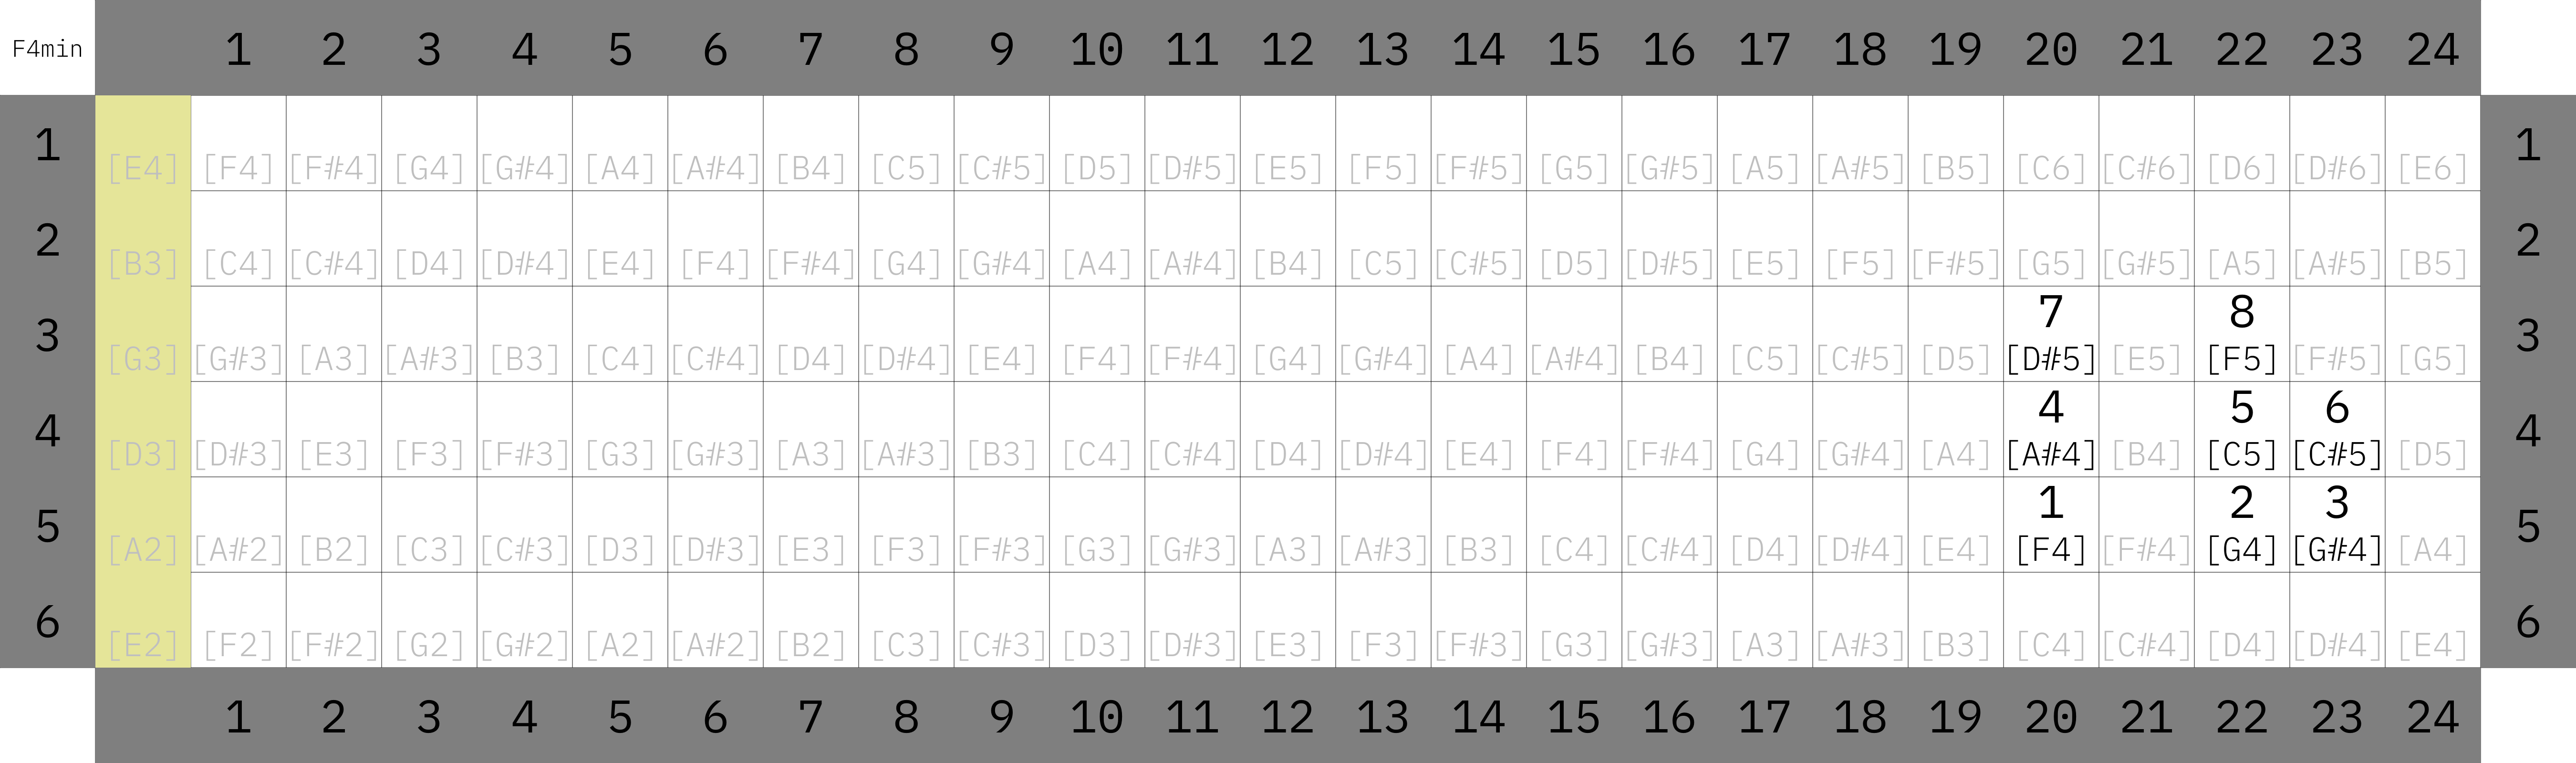 F4min 1 2 3 4 5 6 7 8 9 10 11 12 13 14 15 16 17 18 19 20 21 22 23 24
1 [E4] [F4] [F#4] [G4] [G#4] [A4] [A#4] [B4] [C5] [C#5] [D5] [D#5] [E5] [F5] [F#5] [G5] [G#5] [A5] [A#5] [B5] [C6] [C#6] [D6] [D#6] [E6] 1
2 [B3] [C4] [C#4] [D4] [D#4] [E4] [F4] [F#4] [G4] [G#4] [A4] [A#4] [B4] [C5] [C#5] [D5] [D#5] [E5] [F5] [F#5] [G5] [G#5] [A5] [A#5] [B5] 2
7 8
3 [G3] [G#3] [A3] [A#3] [B3] [C4] [C#4] [D4] [D#4] [E4] [F4] [F#4] [G4] [G#4] [A4] [A#4] [B4] [C5] [C#5] [D5] [D#5] [E5] [F5] [F#5] [G5] 3
4 5 6
4 [D3] [D#3] [E3] [F3] [F#3] [G3] [G#3] [A3] [A#3] [B3] [C4] [C#4] [D4] [D#4] [E4] [F4] [F#4] [G4] [G#4] [A4] [A#4] [B4] [C5] [C#5] [D5] 4
1 2 3
5 [A2] [A#2] [B2] [C3] [C#3] [D3] [D#3] [E3] [F3] [F#3] [G3] [G#3] [A3] [A#3] [B3] [C4] [C#4] [D4] [D#4] [E4] [F4] [F#4] [G4] [G#4] [A4] 5
6 [E2] [F2] [F#2] [G2] [G#2] [A2] [A#2] [B2] [C3] [C#3] [D3] [D#3] [E3] [F3] [F#3] [G3] [G#3] [A3] [A#3] [B3] [C4] [C#4] [D4] [D#4] [E4] 6
1 2 3 4 5 6 7 8 9 10 11 12 13 14 15 16 17 18 19 20 21 22 23 24